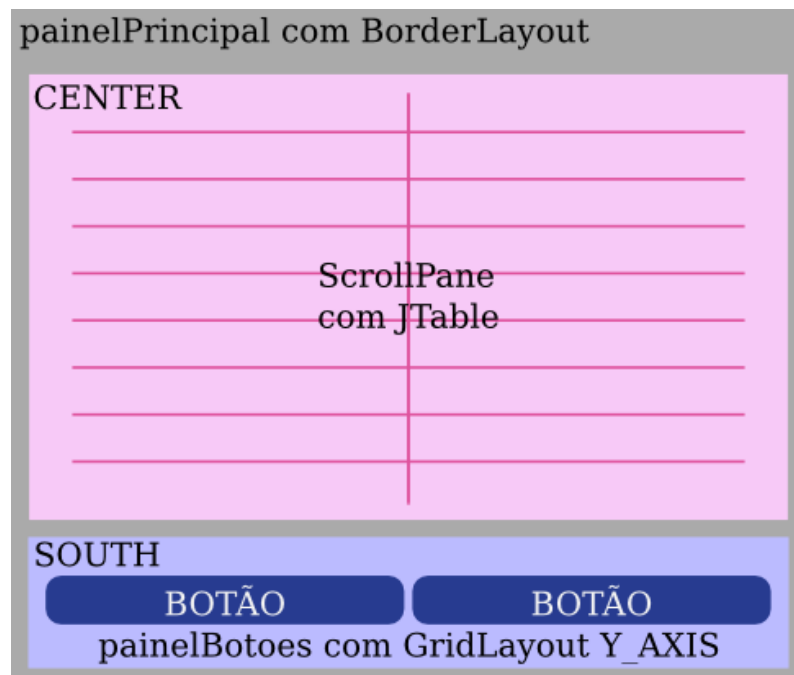 painelPrincipal com BorderLayout
CENTER
ScrollPane
com JTable
SOUTH
BOTÃO BOTÃO
painelBotoes com GridLayout Y_AXIS